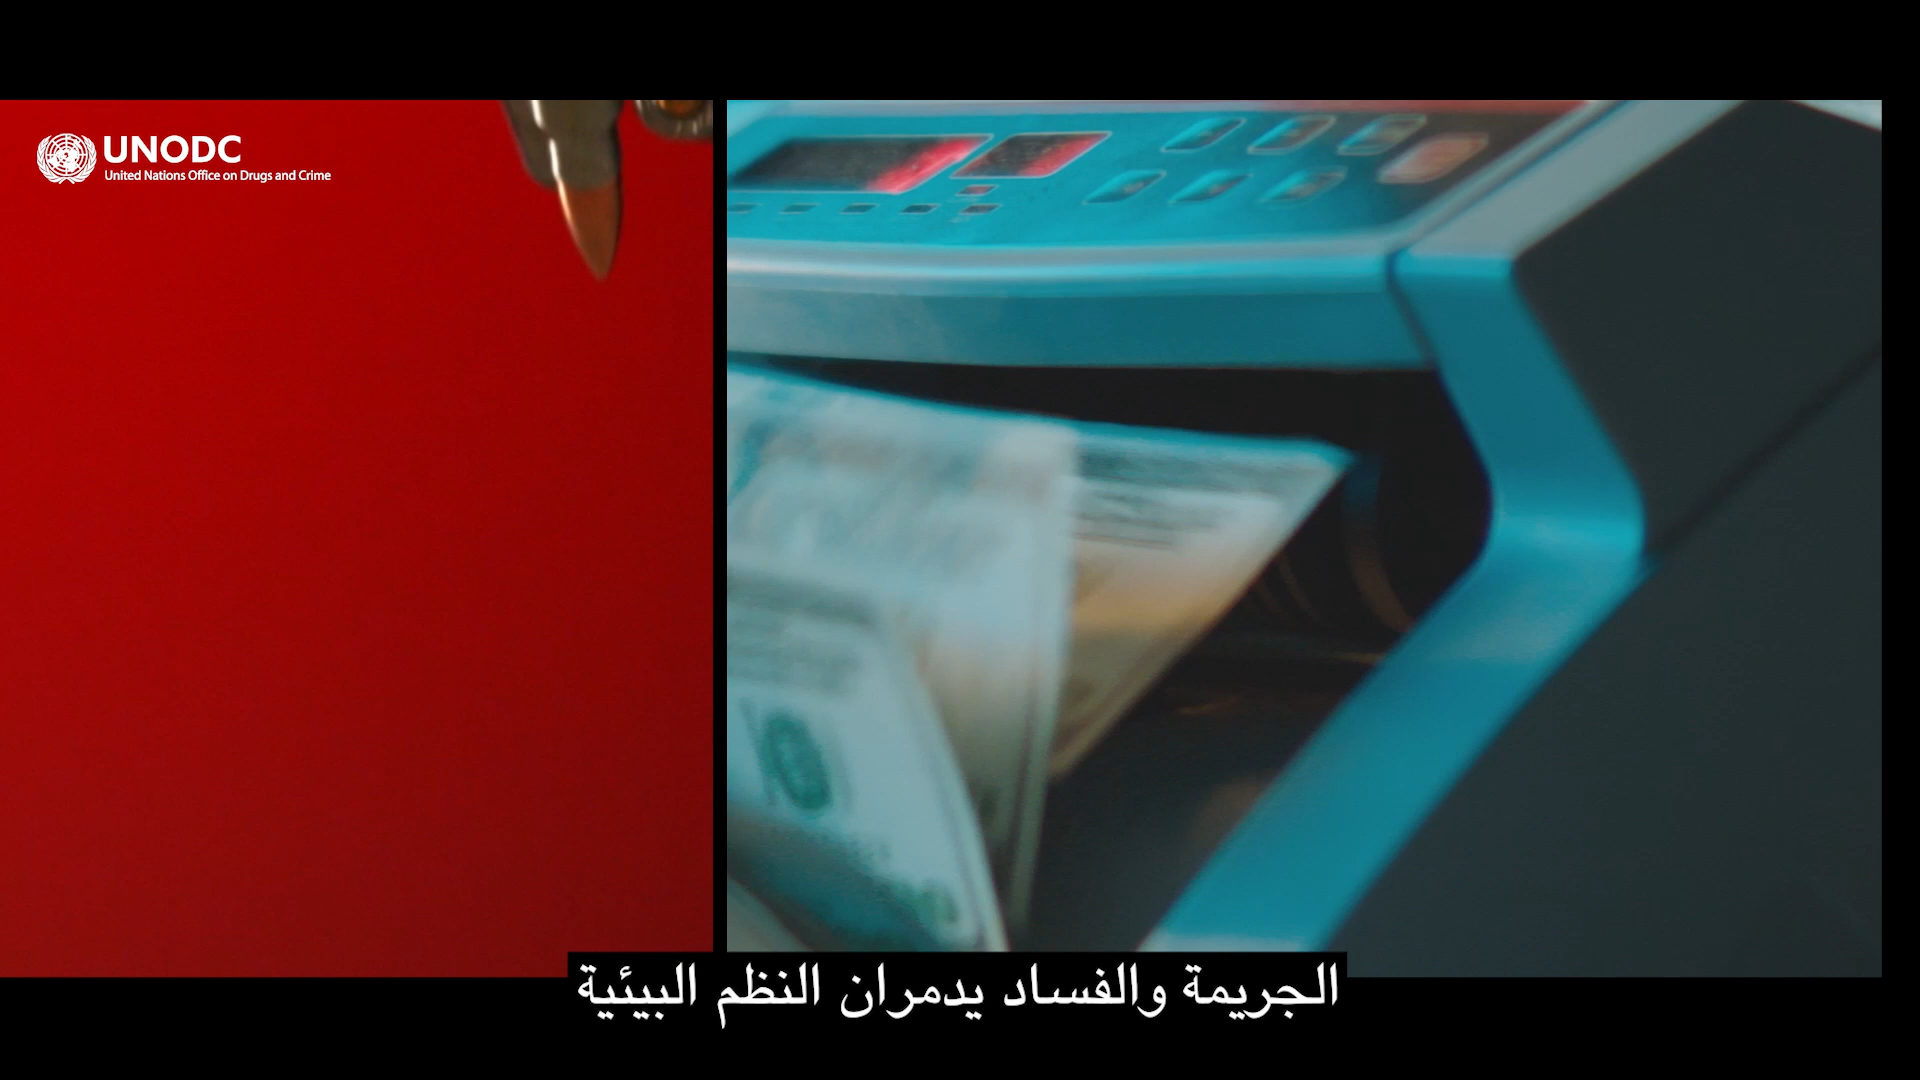 UNODC
United Nations Office on Drugs and Crime
الجريمة والفساد يدمران النظم البيئية